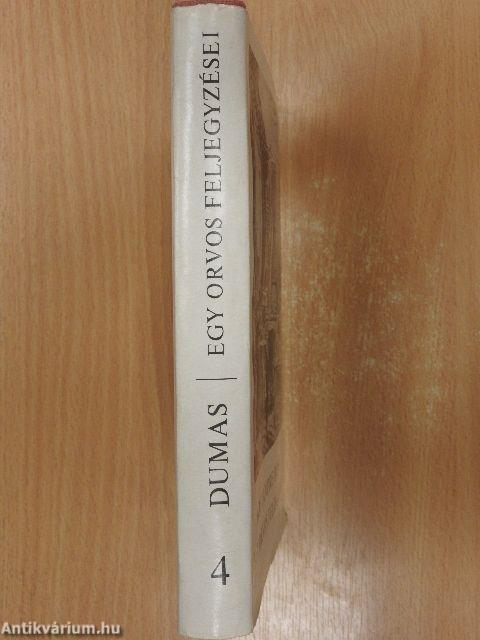 4 DUMAS | EGY ORVOS FELJEGYZÉSEI
Antikvárium.hu